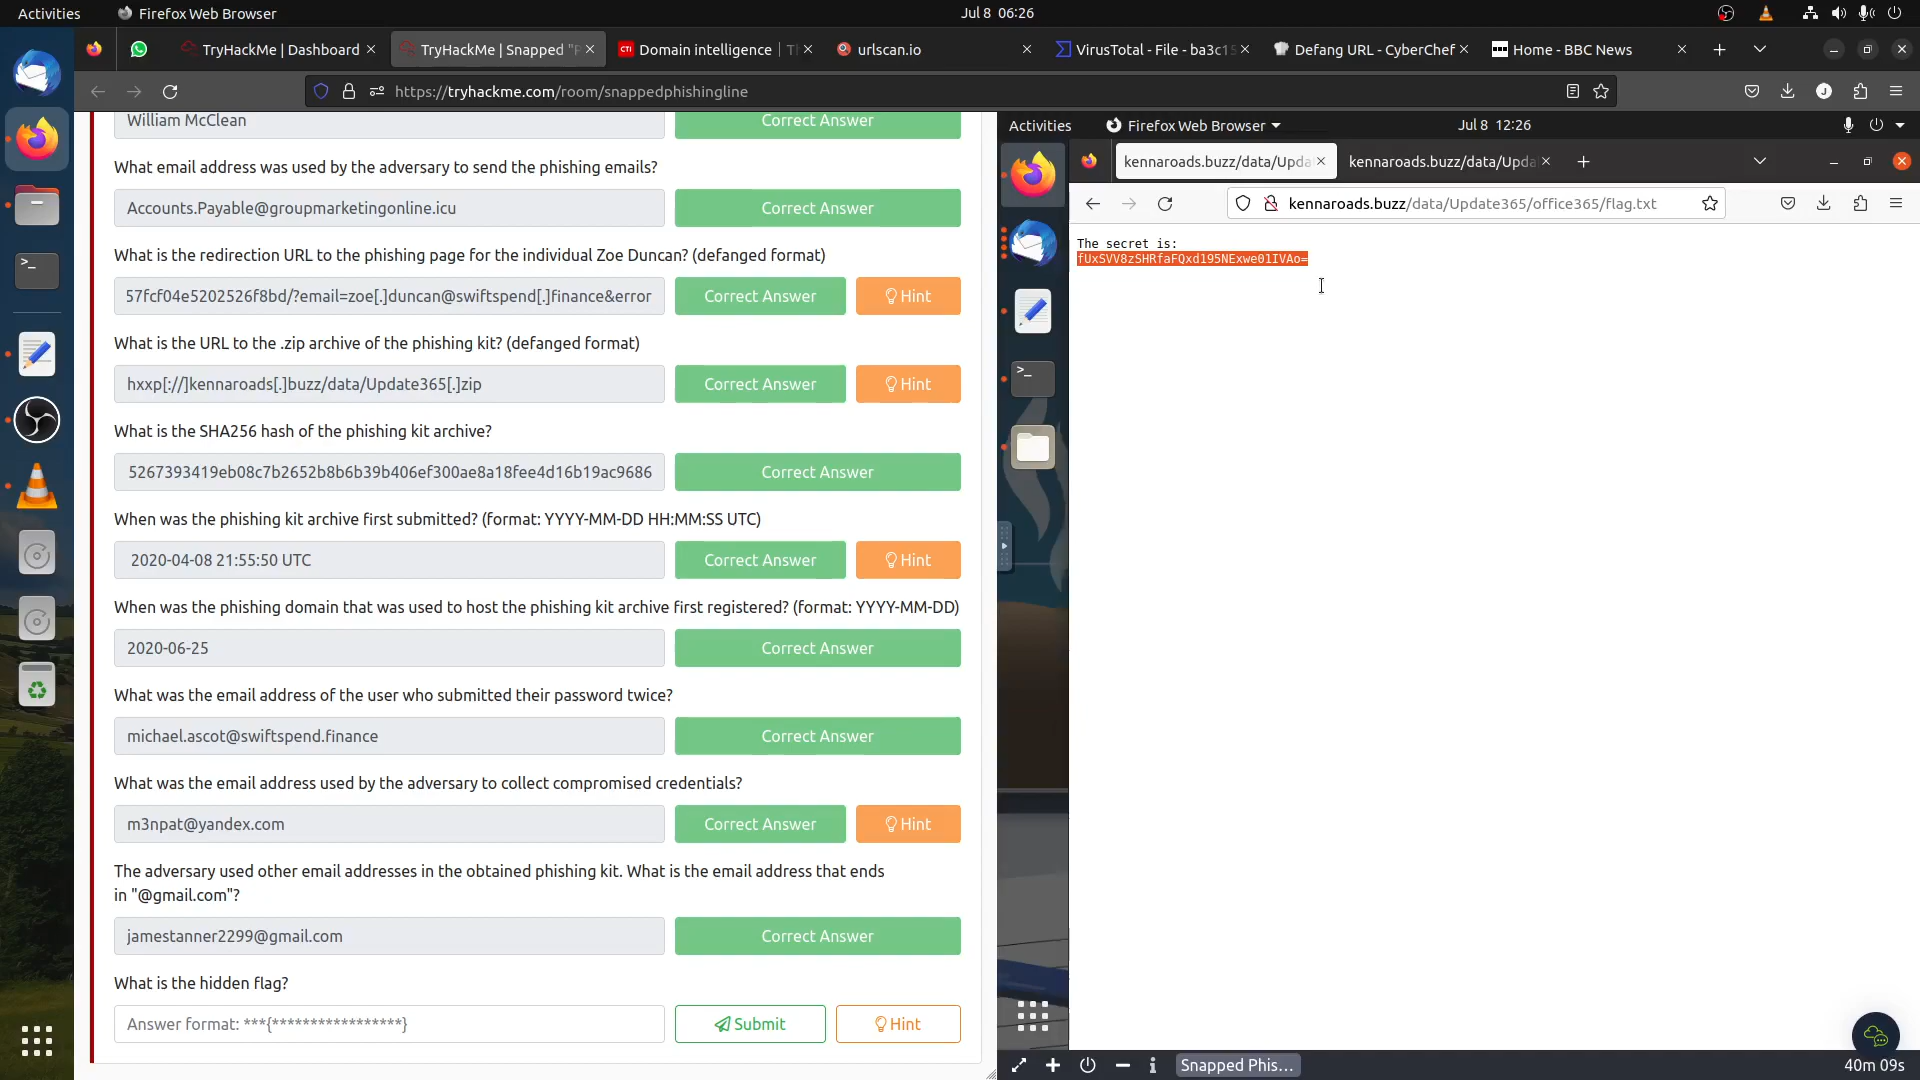 Activities
Firefox Web Browser
Jul 8 06:26
TryHackMe | Dashboard
TryHackMe | Snapped "P
CTI
Domain intelligence | T
urlscan.io
VirusTotal - File - ba3c15
Defang URL - CyberChef
Home - BBC News
https://tryhackme.com/room/snappedphishingline
J
William McClean
Correct Answer
What email address was used by the adversary to send the phishing emails?
Accounts.Payable@groupmarketingonline.icu
Correct Answer
What is the redirection URL to the phishing page for the individual Zoe Duncan? (defanged format)
57fcf04e5202526f8bd/?email=zoe[.]duncan@swiftspend[.]finance&error
Correct Answer
Hint
What is the URL to the .zip archive of the phishing kit? (defanged format)
hxxp[://]kennaroads[.]buzz/data/Update365[.]zip
Correct Answer
Hint
What is the SHA256 hash of the phishing kit archive?
5267393419eb08c7b2652b8b6b39b406ef300ae8a18fee4d16b19ac9686
Correct Answer
When was the phishing kit archive first submitted? (format: YYYY-MM-DD HH:MM:SS UTC)
2020-04-08 21:55:50 UTC
Correct Answer
Hint
When was the phishing domain that was used to host the phishing kit archive first registered? (format: YYYY-MM-DD)
2020-06-25
Correct Answer
What was the email address of the user who submitted their password twice?
michael.ascot@swiftspend.finance
Correct Answer
What was the email address used by the adversary to collect compromised credentials?
m3npat@yandex.com
Correct Answer
Hint
The adversary used other email addresses in the obtained phishing kit. What is the email address that ends
in "@gmail.com"?
jamestanner2299@gmail.com
Correct Answer
What is the hidden flag?
Answer format: ***{*****************}
Submit
Hint
Activities
Firefox Web Browser
Jul 8 12:26
kennaroads.buzz/data/Upda
kennaroads.buzz/data/Upda
kennaroads.buzz/data/Update365/office365/flag.txt
The secret is:
fUxSVV8zSHRfaFQxd195NExwe01IVAo=
Snapped Phis...
40m 09s